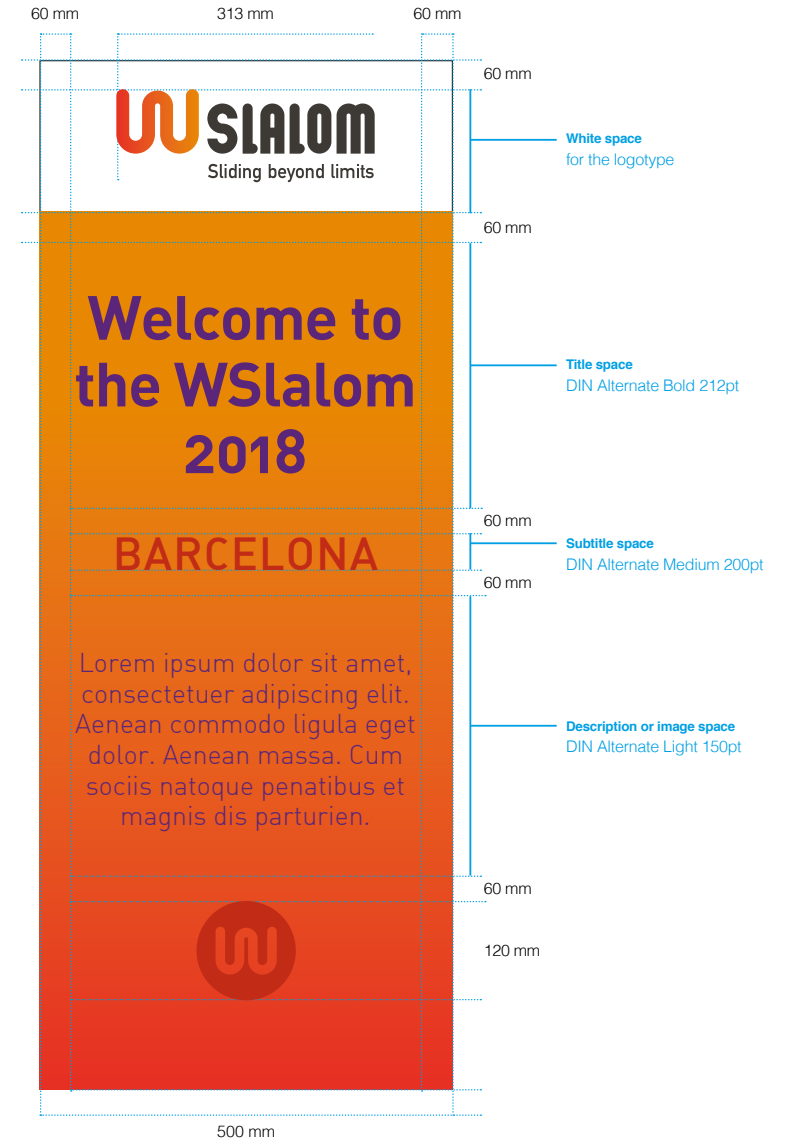 60 mm 313 mm 60 mm
60 mm
W SLALOM
Sliding beyond limits
White space
for the logotype
60 mm
Welcome to
the WSlalom
2018
Title space
DIN Alternate Bold 212pt
60 mm
BARCELONA
Subtitle space
DIN Alternate Medium 200pt
60 mm
Lorem ipsum dolor sit amet,
consectetuer adipiscing elit.
Aenean commodo ligula eget
dolor. Aenean massa. Cum
sociis natoque penatibus et
magnis dis parturien.
Description or image space
DIN Alternate Light 150pt
60 mm
W
120 mm
500 mm